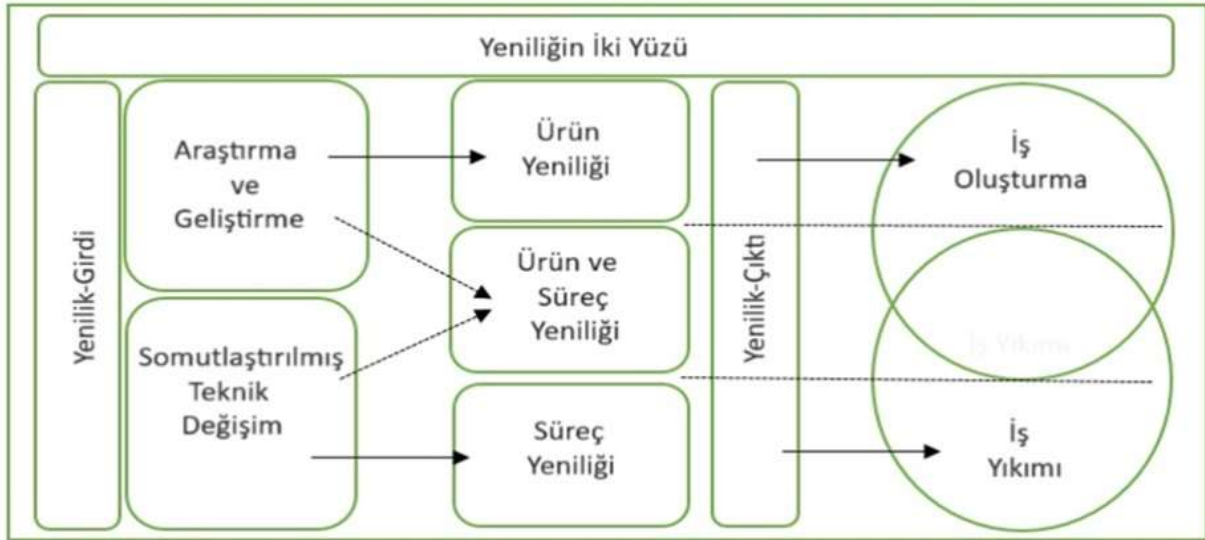 Yeniliğin İki Yüzü
Yenilik-Girdi
Araştırma
ve
Geliştirme
Somutlaştırılmış
Teknik
Değişim
Ürün
Yeniliği
Ürün ve
Süreç
Yeniliği
Süreç
Yeniliği
Yenilik-Çıktı
İş
Oluşturma
İş Yıkımı
İş
Yıkımı